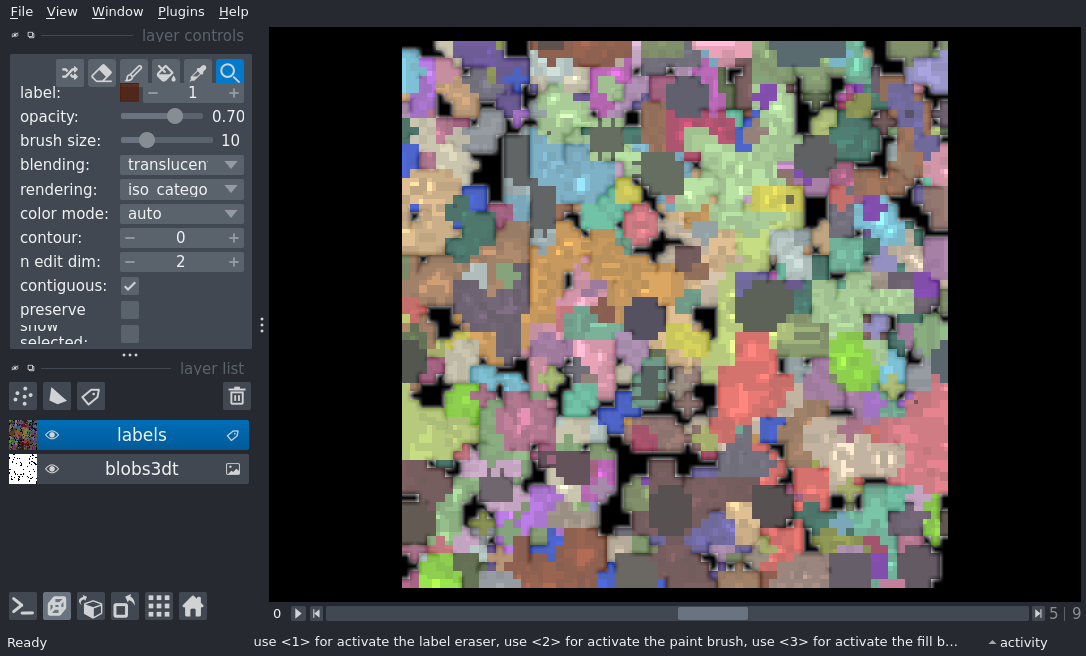 File View Window Plugins Help
layer controls
label: 1
opacity: 0.70
brush size: 10
blending: translucen
rendering: iso_catego
color mode: auto
contour: 0
n edit dim: 2
contiguous:
preserve
show
selected:
layer list
labels
blobs3dt
0 5 | 9
Ready use <1> for activate the label eraser, use <2> for activate the paint brush, use <3> for activate the fill b... activity